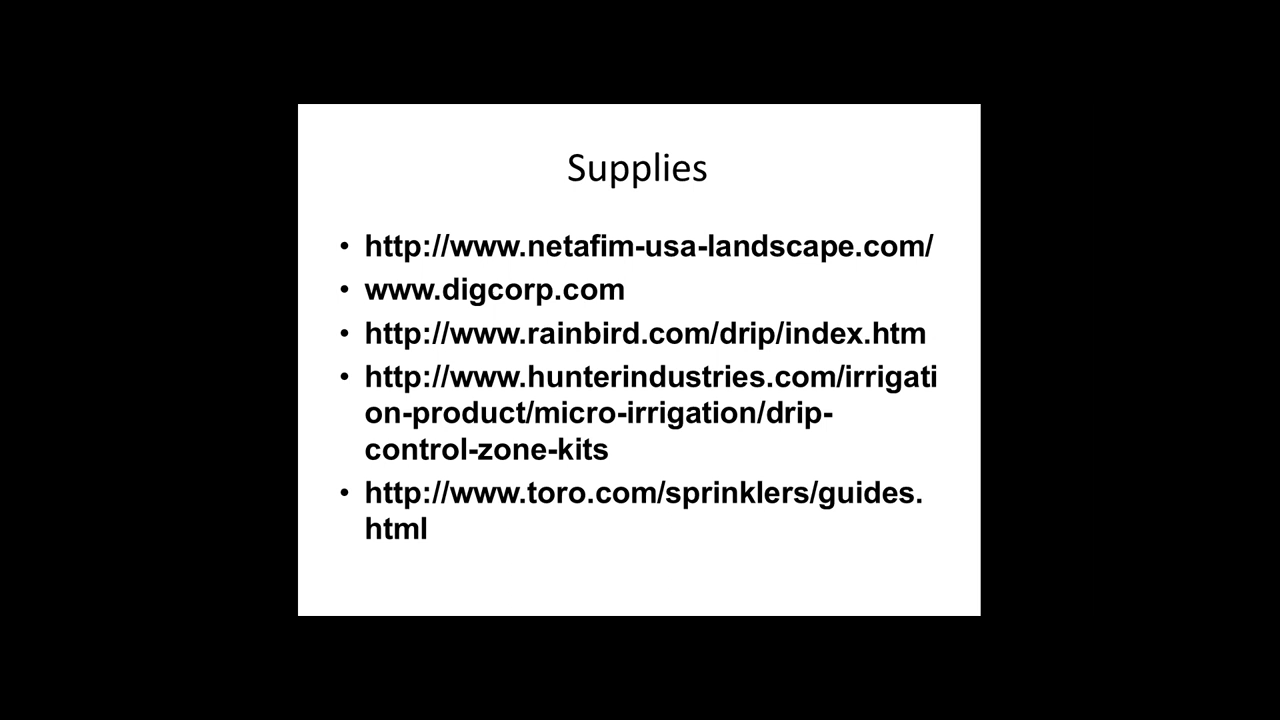 Supplies
• http://www.netafim-usa-landscape.com/
• www.digcorp.com
• http://www.rainbird.com/drip/index.htm
• http://www.hunterindustries.com/irrigati
on-product/micro-irrigation/drip-
control-zone-kits
• http://www.toro.com/sprinklers/guides.
html